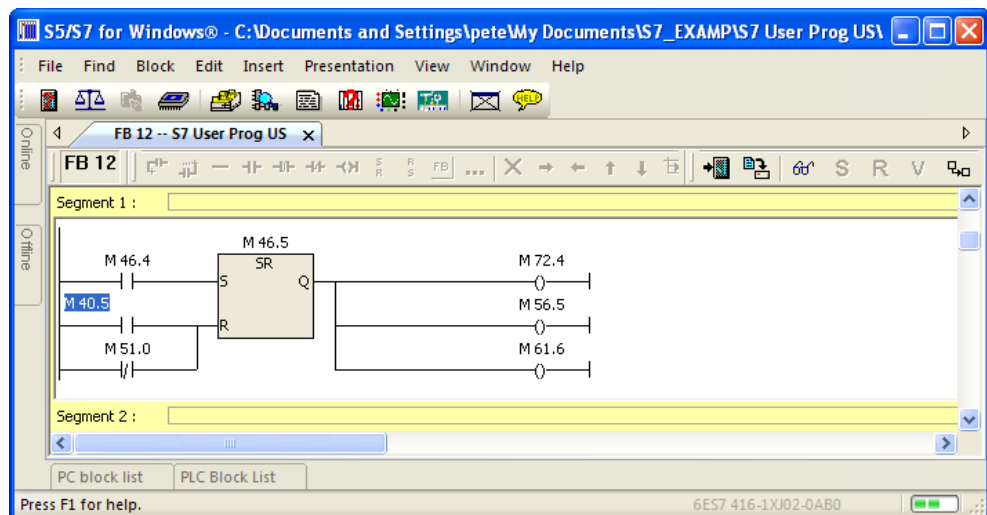 S5/S7 for Windows® - C:\Documents and Settings\pete\My Documents\S7_EXAMP\S7 User Prog US\
File Find Block Edit Insert Presentation View Window Help
HELP
Online
FB 12 -- S7 User Prog US x
FB 12
S R
R S
FB
...
S R V
Offline
Segment 1 :
M 46.5
M 46.4
SR
M 72.4
S Q
M 40.5
M 56.5
R
M 51.0
M 61.6
Segment 2 :
PC block list PLC Block List
Press F1 for help.
6ES7 416-1XJ02-0AB0